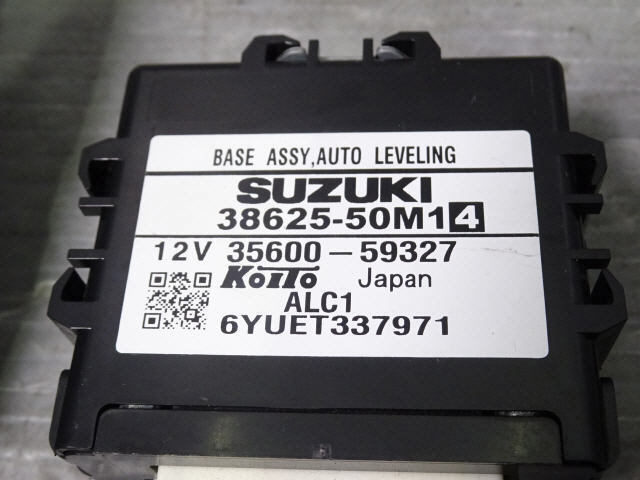 BASE ASSY,AUTO LEVELING
SUZUKI
38625-50M14
12V 35600-59327
KOITO Japan
ALC1
6YUET337971